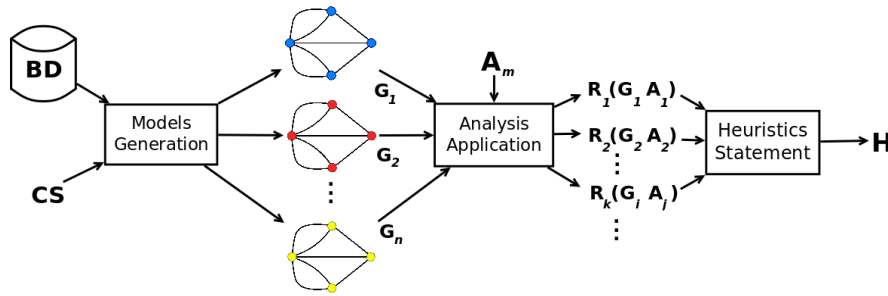 BD
CS
Models
Generation
G1
G2
⋮
Gn
Am
Analysis
Application
R1(G1 A1)
R2(G2 A2)
⋮
Rk(Gi Aj)
⋮
Heuristics
Statement
H